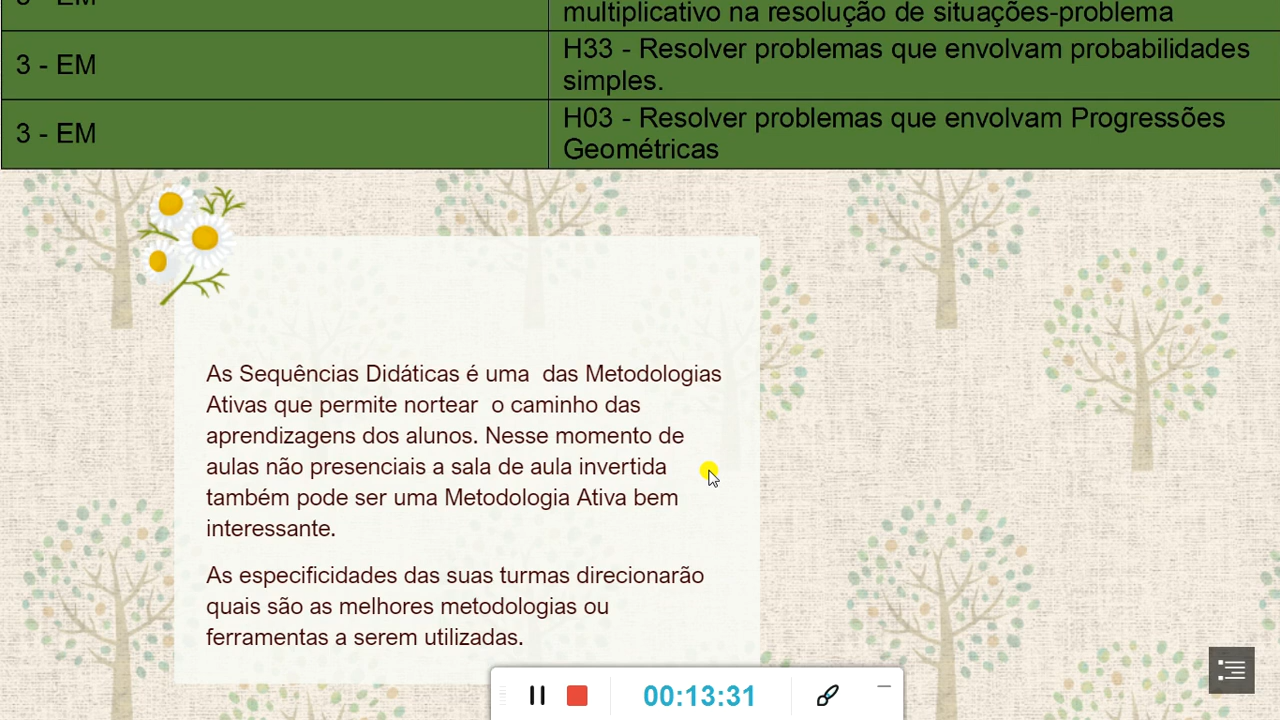 multiplicativo na resolução de situações-problema
3 - EM
H33 - Resolver problemas que envolvam probabilidades
simples.
3 - EM
H03 - Resolver problemas que envolvam Progressões
Geométricas
As Sequências Didáticas é uma  das Metodologias
Ativas que permite nortear  o caminho das
aprendizagens dos alunos. Nesse momento de
aulas não presenciais a sala de aula invertida
também pode ser uma Metodologia Ativa bem
interessante.
As especificidades das suas turmas direcionarão
quais são as melhores metodologias ou
ferramentas a serem utilizadas.
00:13:31